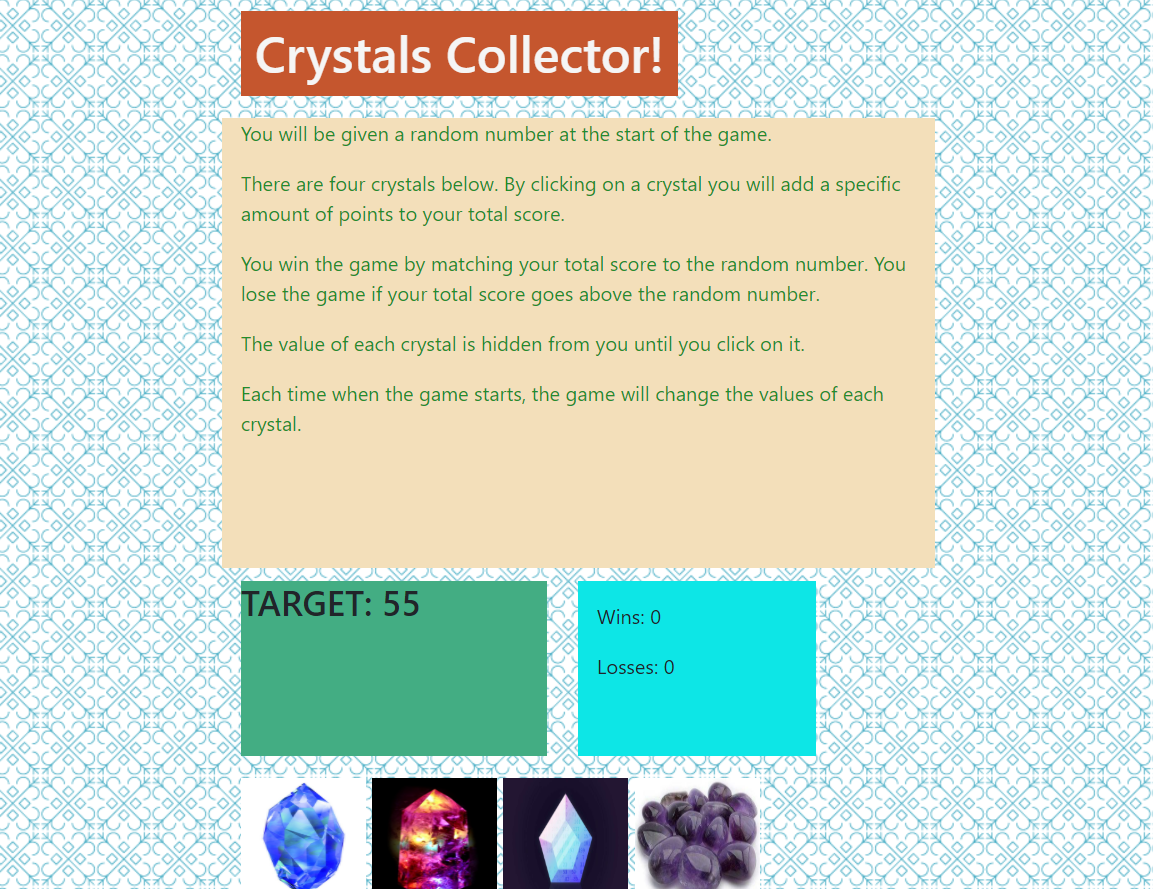 Crystals Collector!
You will be given a random number at the start of the game.
There are four crystals below. By clicking on a crystal you will add a specific
amount of points to your total score.
You win the game by matching your total score to the random number. You
lose the game if your total score goes above the random number.
The value of each crystal is hidden from you until you click on it.
Each time when the game starts, the game will change the values of each
crystal.
TARGET: 55
Wins: 0
Losses: 0